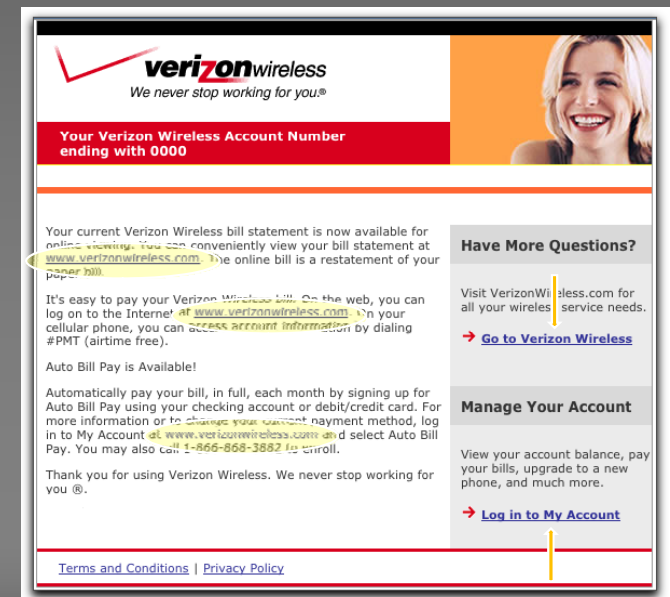 verizonwireless
We never stop working for you.®
Your Verizon Wireless Account Number
ending with 0000
Your current Verizon Wireless bill statement is now available for
online viewing. You can conveniently view your bill statement at
www.verizonwireless.com. The online bill is a restatement of your
paper bill.
It's easy to pay your Verizon Wireless bill. On the web, you can
log on to the Internet at www.verizonwireless.com. On your
cellular phone, you can access account information by dialing
#PMT (airtime free).
Auto Bill Pay is Available!
Automatically pay your bill, in full, each month by signing up for
Auto Bill Pay using your checking account or debit/credit card. For
more information or to change your current payment method, log
in to My Account at www.verizonwireless.com and select Auto Bill
Pay. You may also call 1-866-868-3882 to enroll.
Thank you for using Verizon Wireless. We never stop working for
you ®.
Have More Questions?
Visit VerizonWireless.com for
all your wireless service needs.
Go to Verizon Wireless
Manage Your Account
View your account balance, pay
your bills, upgrade to a new
phone, and much more.
Log in to My Account
Terms and Conditions | Privacy Policy